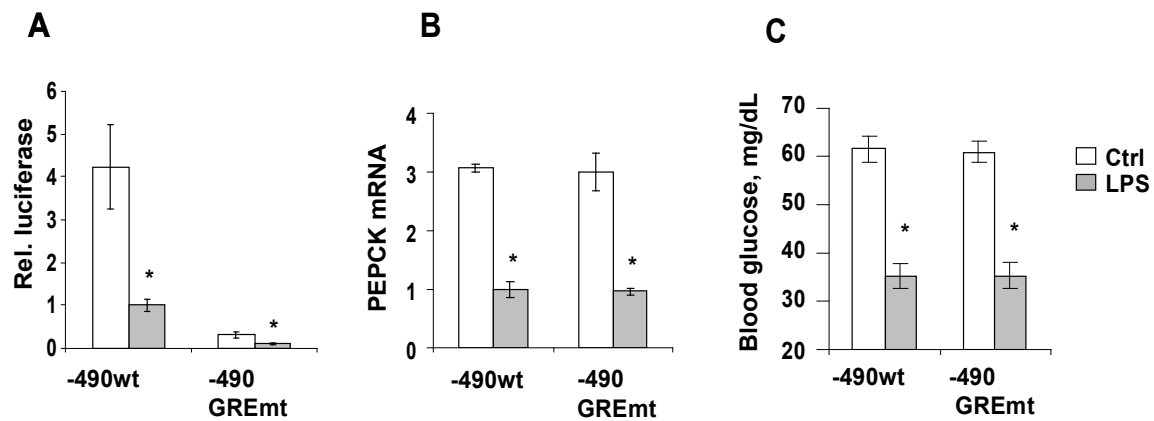 A
B
C
Rel. luciferase
6
5
4
3
2
1
0
*
*
-490wt
-490
GREmt
PEPCK mRNA
4
3
2
1
0
*
*
-490wt
-490
GREmt
Blood glucose, mg/dL
70
60
50
40
30
20
*
*
-490wt
-490
GREmt
Ctrl
LPS